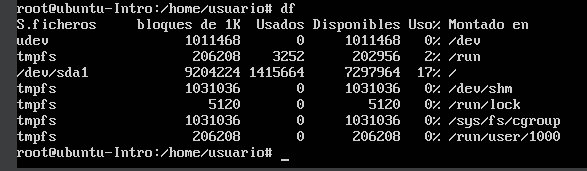 root@ubuntu-Intro:/home/usuario# df
S.ficheros     bloques de 1K  Usados Disponibles Uso% Montado en
udev                 1011468       0     1011468   0% /dev
tmpfs                 206208    3252      202956   2% /run
/dev/sda1            9204224 1415664     7297964  17% /
tmpfs                1031036       0     1031036   0% /dev/shm
tmpfs                   5120       0        5120   0% /run/lock
tmpfs                1031036       0     1031036   0% /sys/fs/cgroup
tmpfs                 206208       0      206208   0% /run/user/1000
root@ubuntu-Intro:/home/usuario# _